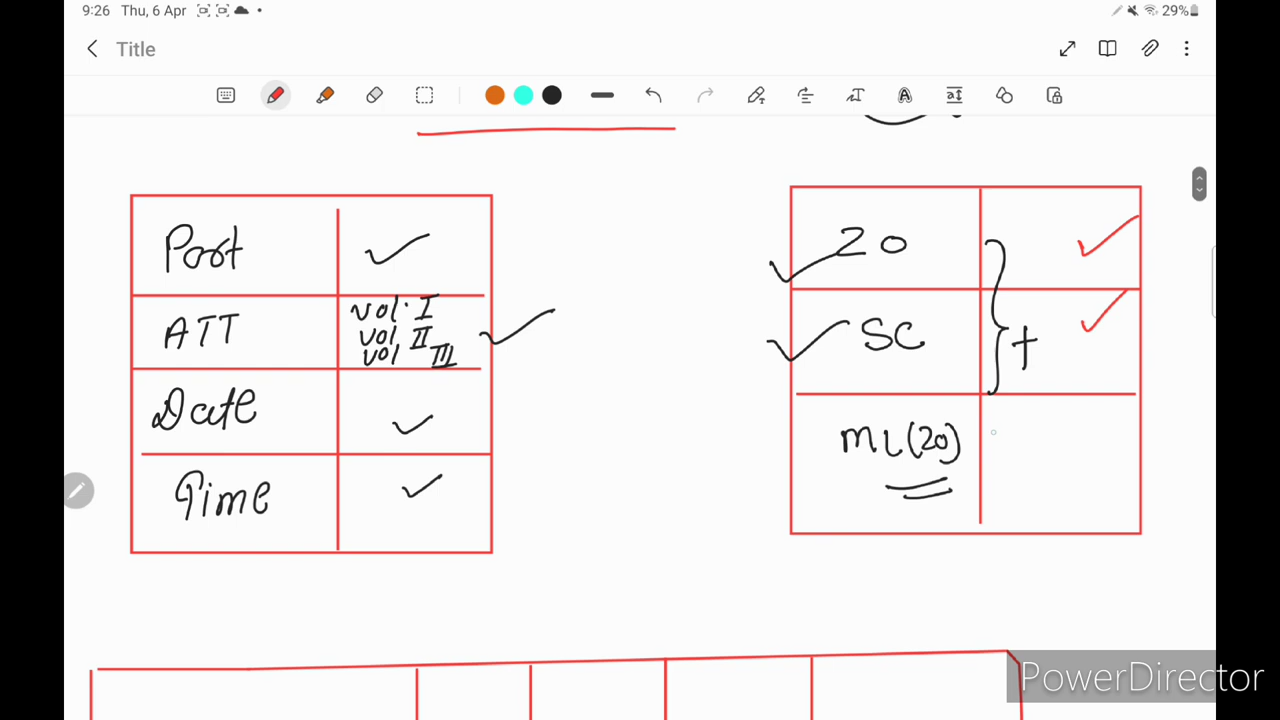 9:26 Thu, 6 Apr
29%
Title
Port
✓
ATT
vol. I
vol II
vol III
✓
Date
✓
Time
✓
✓ 20
✓
✓ SC
+
✓
ML(20)
PowerDirector